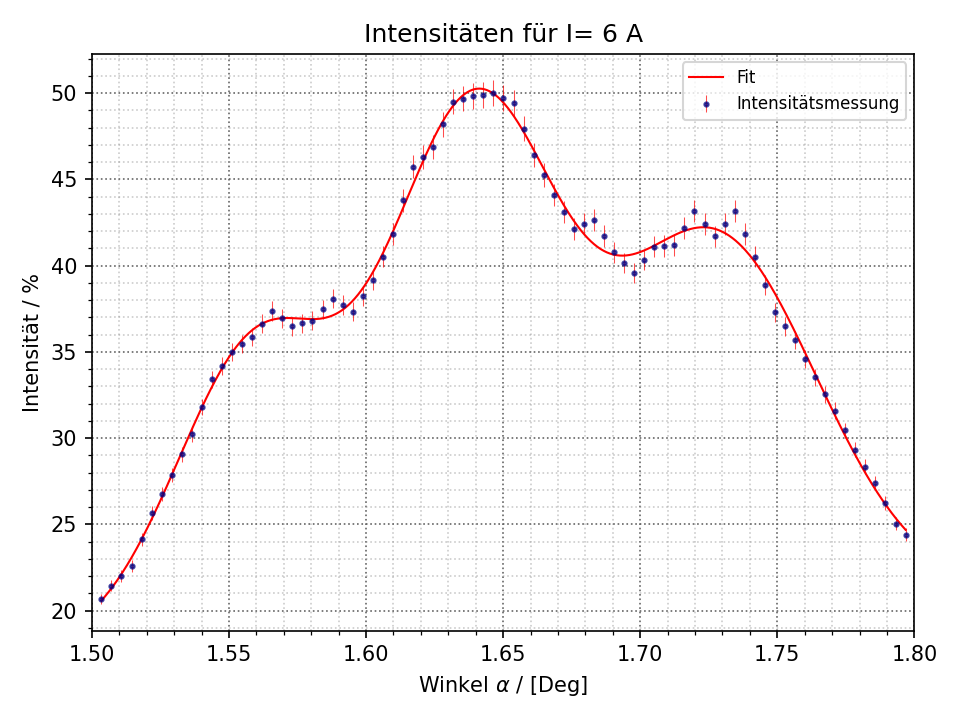 Intensitäten für I= 6 A
Fit
Intensitätsmessung
Intensität / %
50
45
40
35
30
25
20
1.50 1.55 1.60 1.65 1.70 1.75 1.80
Winkel α / [Deg]